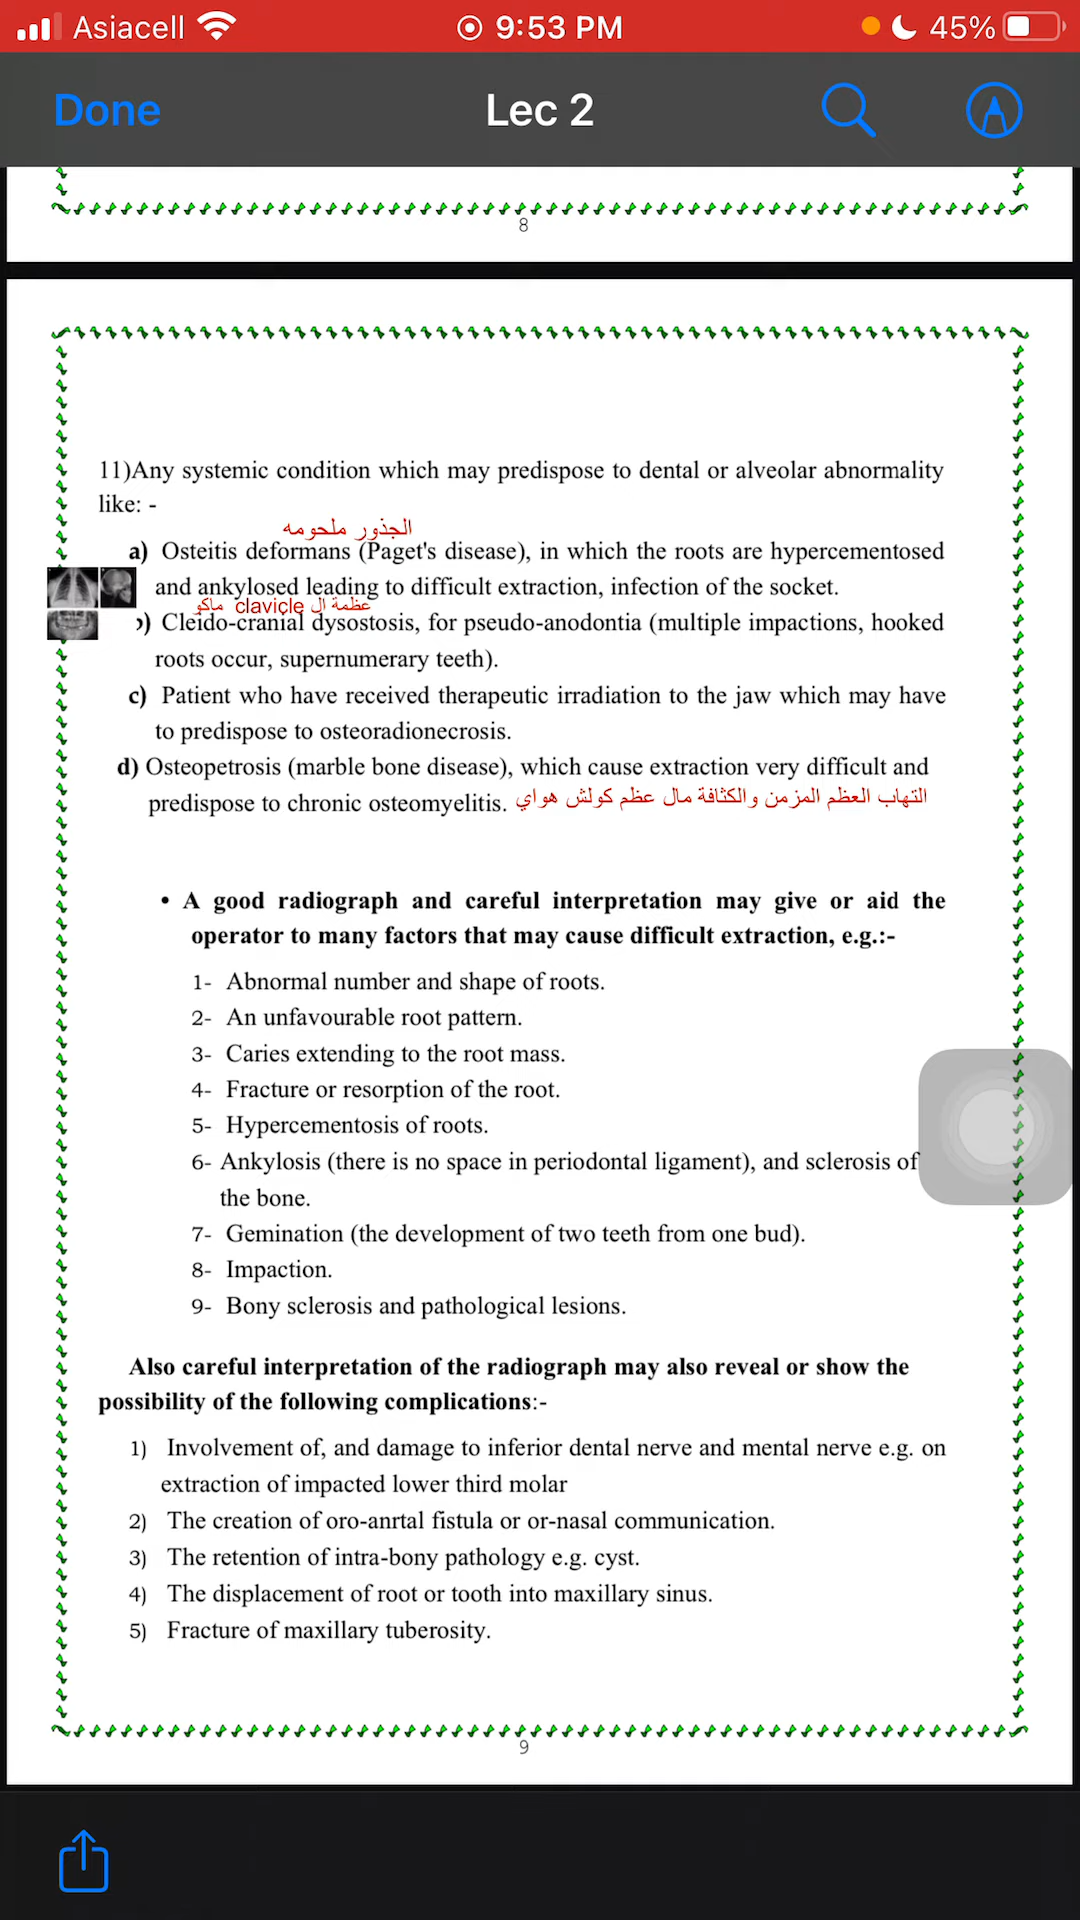 Asiacell
9:53 PM
45%
Done
Lec 2
8
11)Any systemic condition which may predispose to dental or alveolar abnormality
like: -
الجذور ملحومه
a) Osteitis deformans (Paget's disease), in which the roots are hypercementosed
and ankylosed leading to difficult extraction, infection of the socket.
عظمة ال clavicle ماكو
) Cleido-cranial dysostosis, for pseudo-anodontia (multiple impactions, hooked
roots occur, supernumerary teeth).
c) Patient who have received therapeutic irradiation to the jaw which may have
to predispose to osteoradionecrosis.
d) Osteopetrosis (marble bone disease), which cause extraction very difficult and
predispose to chronic osteomyelitis. التهاب العظم المزمن والكثافة مال عظم كولش هواي
• A good radiograph and careful interpretation may give or aid the
operator to many factors that may cause difficult extraction, e.g.:-
1- Abnormal number and shape of roots.
2- An unfavourable root pattern.
3- Caries extending to the root mass.
4- Fracture or resorption of the root.
5- Hypercementosis of roots.
6- Ankylosis (there is no space in periodontal ligament), and sclerosis of
the bone.
7- Gemination (the development of two teeth from one bud).
8- Impaction.
9- Bony sclerosis and pathological lesions.
Also careful interpretation of the radiograph may also reveal or show the
possibility of the following complications:-
1) Involvement of, and damage to inferior dental nerve and mental nerve e.g. on
extraction of impacted lower third molar
2) The creation of oro-anrtal fistula or or-nasal communication.
3) The retention of intra-bony pathology e.g. cyst.
4) The displacement of root or tooth into maxillary sinus.
5) Fracture of maxillary tuberosity.
9